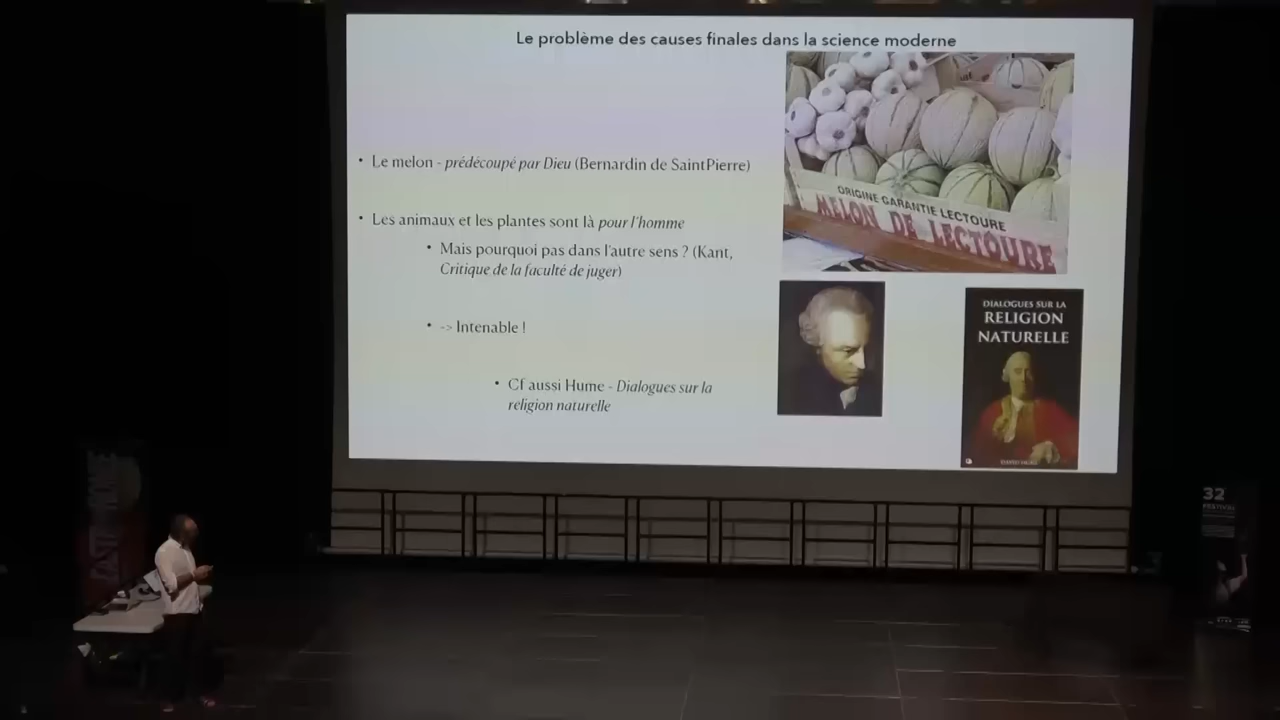 Le problème des causes finales dans la science moderne
• Le melon - prédécoupé par Dieu (Bernardin de SaintPierre)
• Les animaux et les plantes sont là pour l'homme
• Mais pourquoi pas dans l'autre sens ? (Kant,
Critique de la faculté de juger)
• -> Intenable !
• Cf aussi Hume - Dialogues sur la
religion naturelle
ORIGINE GARANTIE LECTOURE
MELON DE LECTOURE
DIALOGUES SUR LA
RELIGION
NATURELLE
32
FESTIVAL